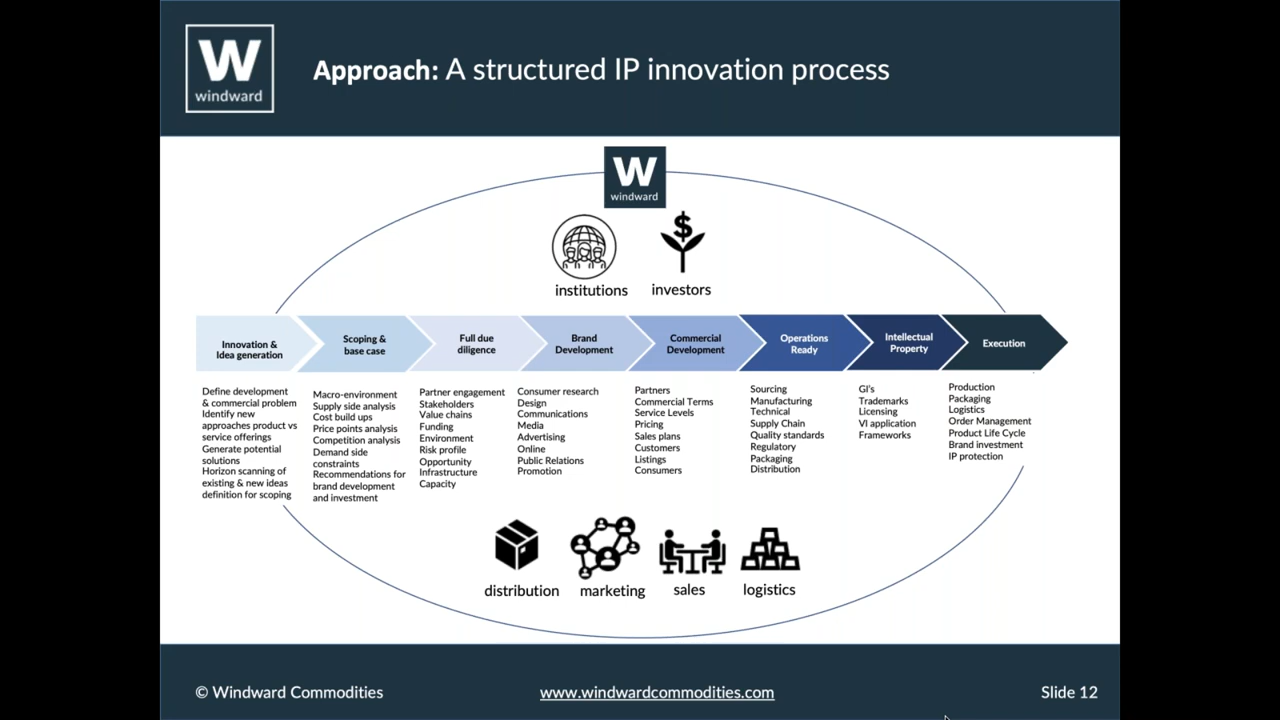 W
windward
Approach: A structured IP innovation process
W
windward
$
institutions
investors
Innovation &
Idea generation
Scoping &
base case
Full due
diligence
Brand
Development
Commercial
Development
Operations
Ready
Intellectual
Property
Execution
Define development
& commercial problem
Identify new
approaches product vs
service offerings
Generate potential
solutions
Horizon scanning of
existing & new ideas
definition for scoping
Macro-environment
Supply side analysis
Cost build ups
Price points analysis
Competition analysis
Demand side
constraints
Recommendations for
brand development
and investment
Partner engagement
Stakeholders
Value chains
Funding
Environment
Risk profile
Opportunity
Infrastructure
Capacity
Consumer research
Design
Communications
Media
Advertising
Online
Public Relations
Promotion
Partners
Commercial Terms
Service Levels
Pricing
Sales plans
Customers
Listings
Consumers
Sourcing
Manufacturing
Technical
Supply Chain
Quality standards
Regulatory
Packaging
Distribution
GI's
Trademarks
Licensing
VI application
Frameworks
Production
Packaging
Logistics
Order Management
Product Life Cycle
Brand investment
IP protection
distribution
marketing
sales
logistics
© Windward Commodities
www.windwardcommodities.com
Slide 12